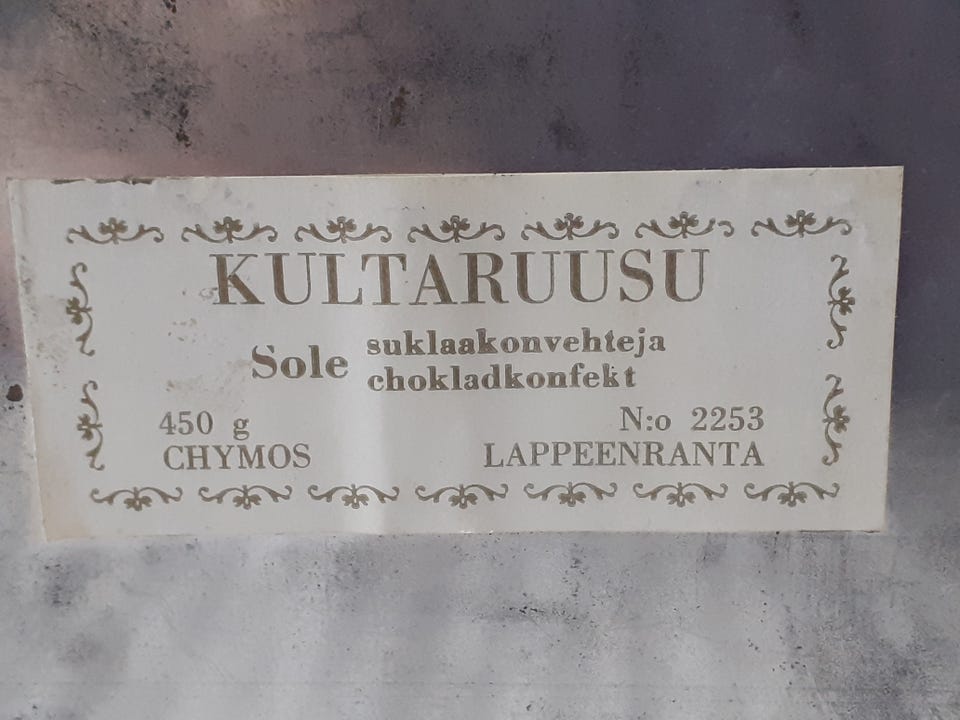 KULTARUUSU
Sole suklaakonvehteja
chokladkonfekt
450 g N:o 2253
CHYMOS LAPPEENRANTA